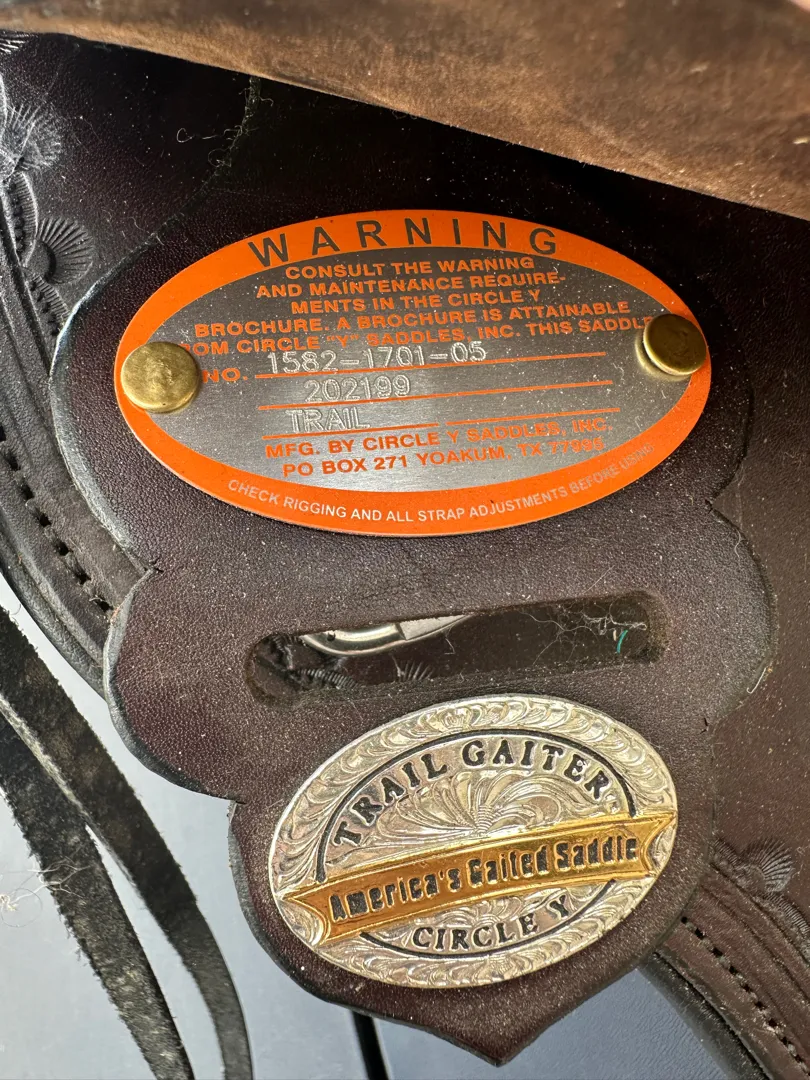 WARNING
CONSULT THE WARNING
AND MAINTENANCE REQUIRE-
MENTS IN THE CIRCLE Y
BROCHURE. A BROCHURE IS ATTAINABLE
CIRCLE "Y" SADDLES, INC. THIS SADDLE
NO. 1582-1701-05
202199
TRAIL
MFG. BY CIRCLE Y SADDLES, INC.
PO BOX 271 YOAKUM, TX 77995
CHECK RIGGING AND ALL STRAP ADJUSTMENTS BEFORE USING
TRAIL GAITER
America's Gaited Saddle
CIRCLE Y